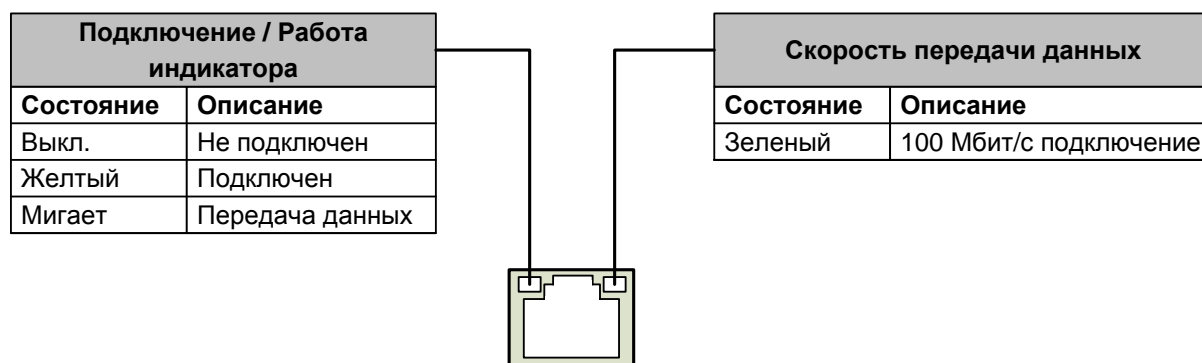 Подключение / Работа
индикатора
Состояние Описание
Выкл. Не подключен
Желтый Подключен
Мигает Передача данных
Скорость передачи данных
Состояние Описание
Зеленый 100 Мбит/с подключение